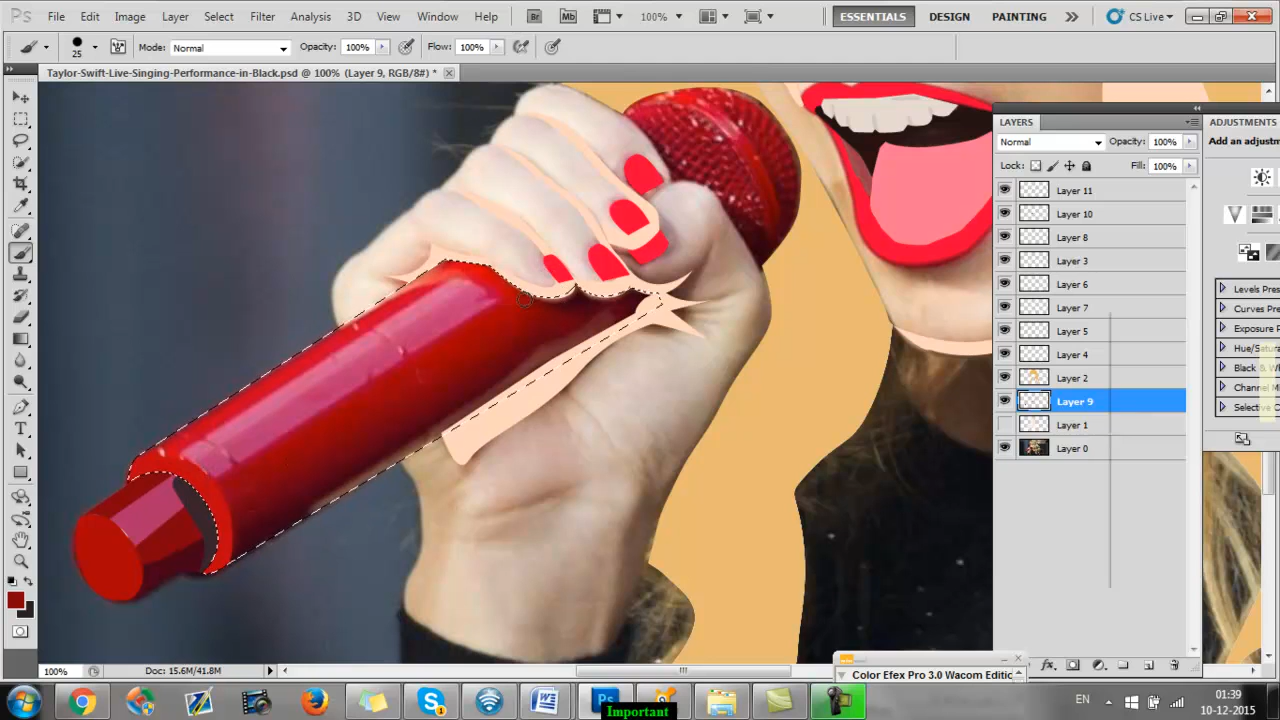 Ps File Edit Image Layer Select Filter Analysis 3D View Window Help Br Mb 100% ESSENTIALS DESIGN PAINTING CS Live
25 Mode: Normal Opacity: 100% Flow: 100%
Taylor-Swift-Live-Singing-Performance-in-Black.psd @ 100% (Layer 9, RGB/8#) *
LAYERS
Normal Opacity: 100%
Lock: Fill: 100%
Layer 11
Layer 10
Layer 8
Layer 3
Layer 6
Layer 7
Layer 5
Layer 4
Layer 2
Layer 9
Layer 1
Layer 0
ADJUSTMENTS
Add an adjustm
Levels Pres
Curves Pre
Exposure P
Hue/Satura
Black & W
Channel M
Selective C
100% Doc: 15.6M/41.8M
Color Efex Pro 3.0 Wacom Editic
Important
EN 01:39
10-12-2015